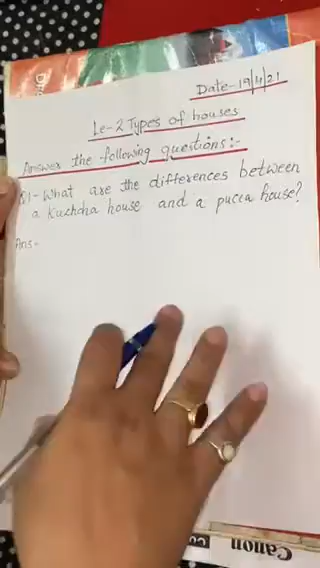 Date-19/4/21
Le-2 Types of houses
Answer the following questions:-
Q1- What are the differences between
a Kuchcha house and a pucca house?
Ans-
Canon